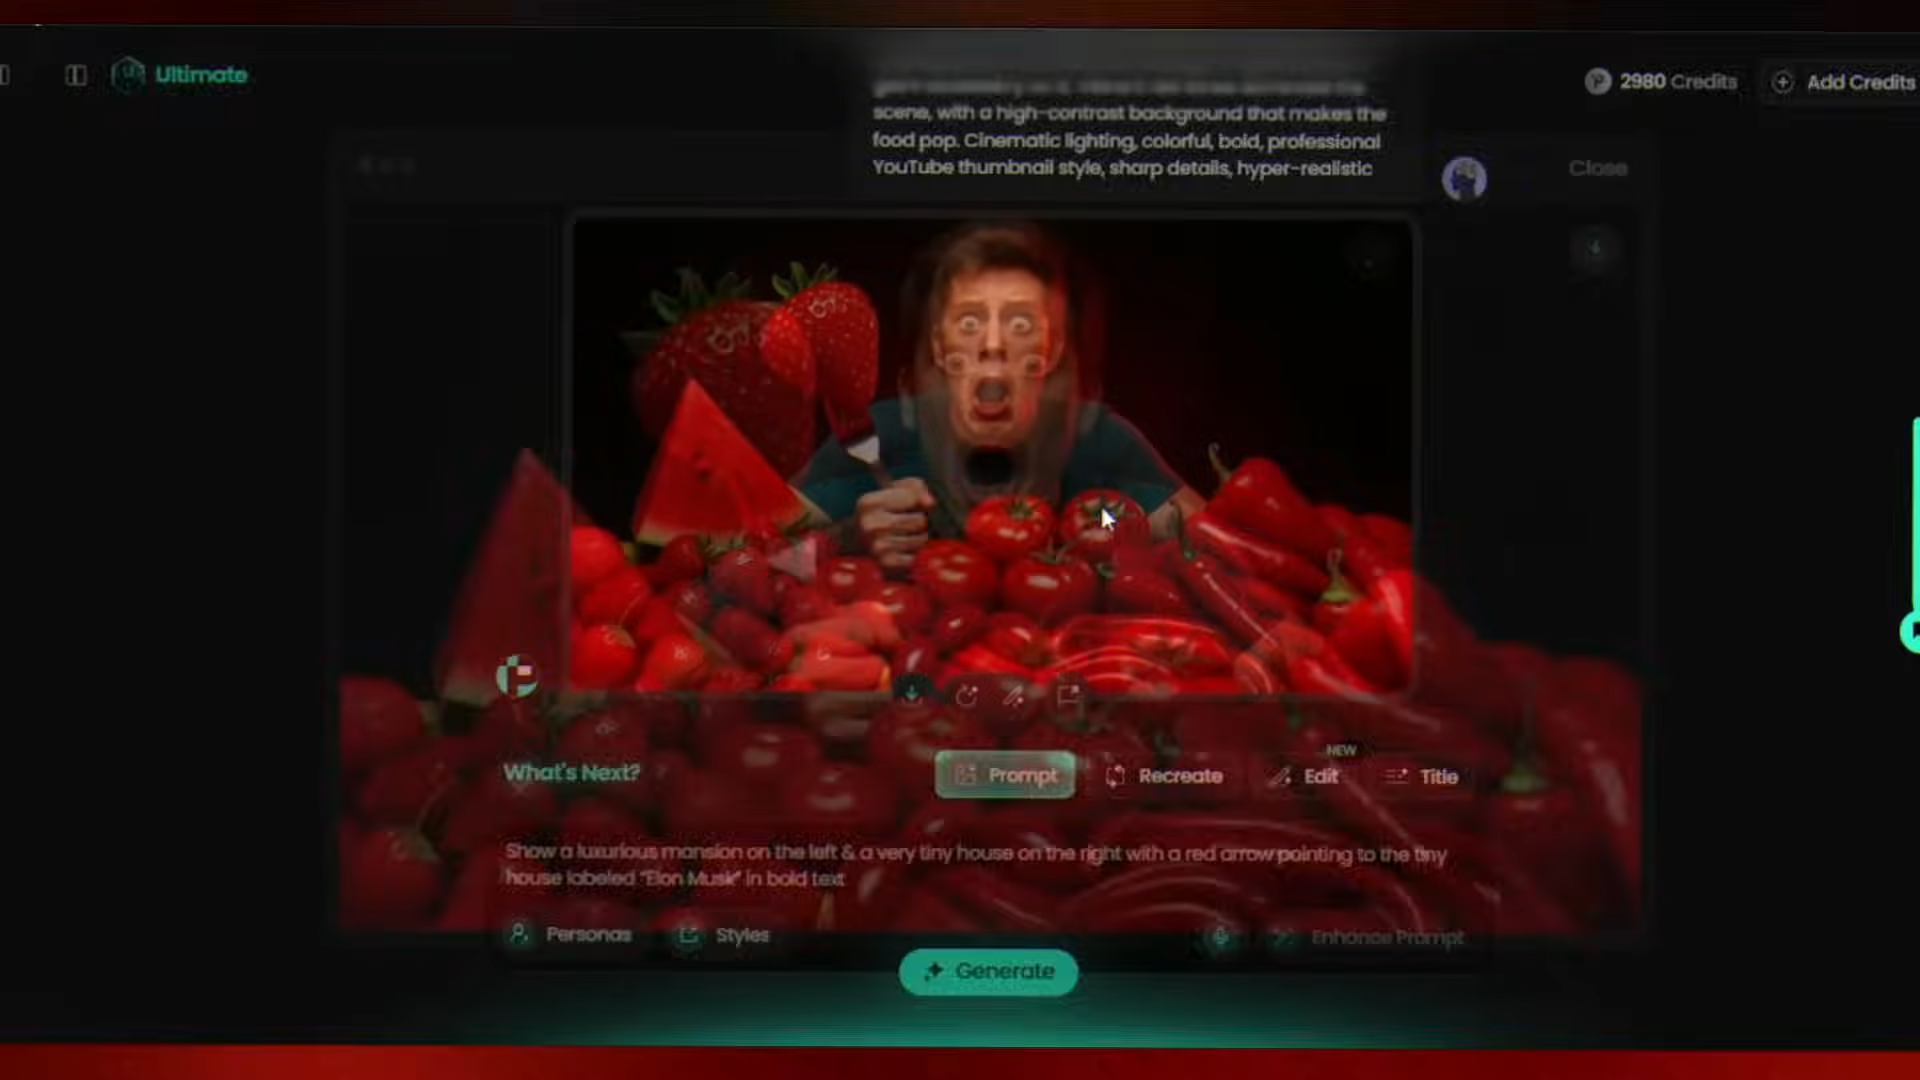 Ultimate
2980 Credits
Add Credits
scene, with a high-contrast background that makes the
food pop. Cinematic lighting, colorful, bold, professional
YouTube thumbnail style, sharp details, hyper-realistic
Close
What's Next?
Prompt
Recreate
NEW
Edit
Title
Show a luxurious mansion on the left & a very tiny house on the right with a red arrow pointing to the tiny
house labeled "Elon Musk" in bold text
Personas
Styles
Enhance Prompt
Generate